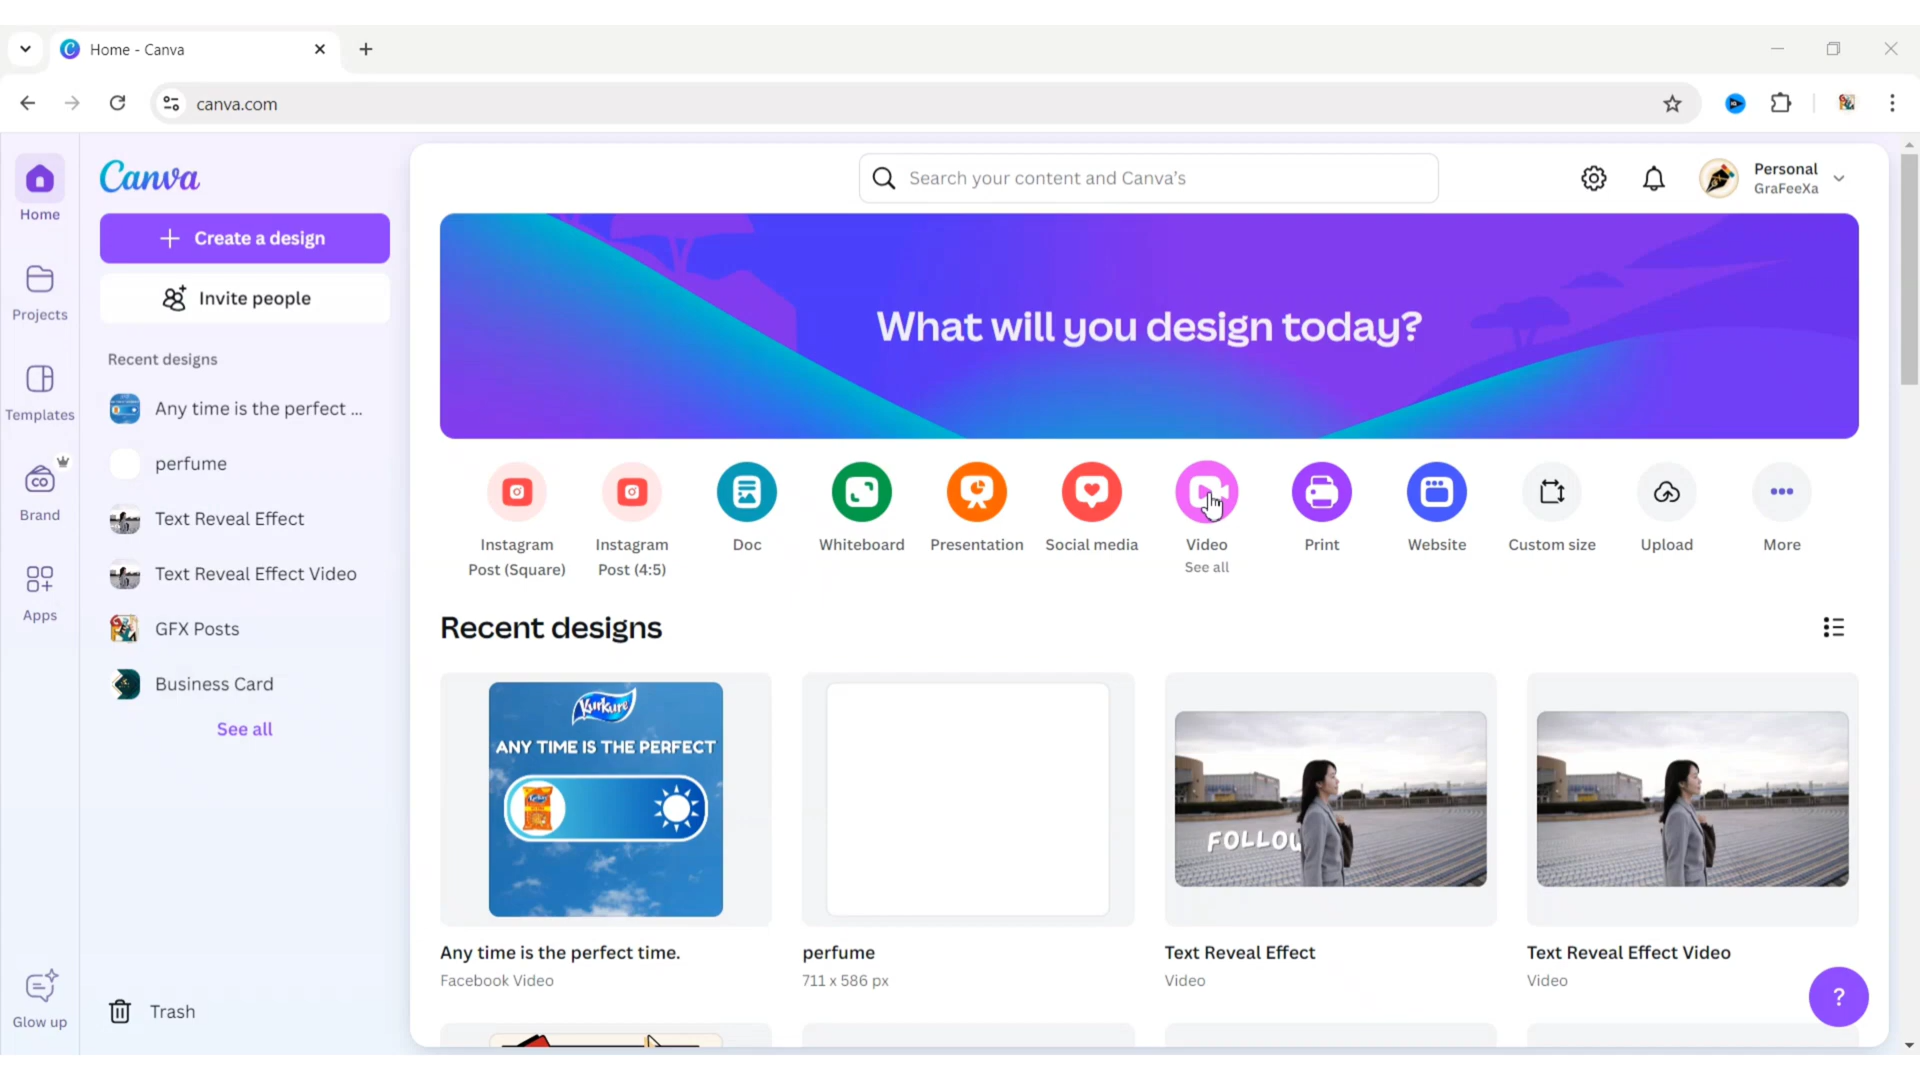 Home - Canva
canva.com
Home
Projects
Templates
CO
Brand
Apps
Glow up
Canva
Create a design
Invite people
Recent designs
Any time is the perfect ...
perfume
Text Reveal Effect
Text Reveal Effect Video
GFX Posts
Business Card
See all
Trash
Search your content and Canva's
Personal
GraFeeXa
What will you design today?
Instagram
Post (Square)
Instagram
Post (4:5)
Doc
Whiteboard
Presentation
Social media
Video
See all
Print
Website
Custom size
Upload
More
Recent designs
Kurkure
ANY TIME IS THE PERFECT
FOLLOW
Any time is the perfect time.
Facebook Video
perfume
711 x 586 px
Text Reveal Effect
Video
Text Reveal Effect Video
Video
?